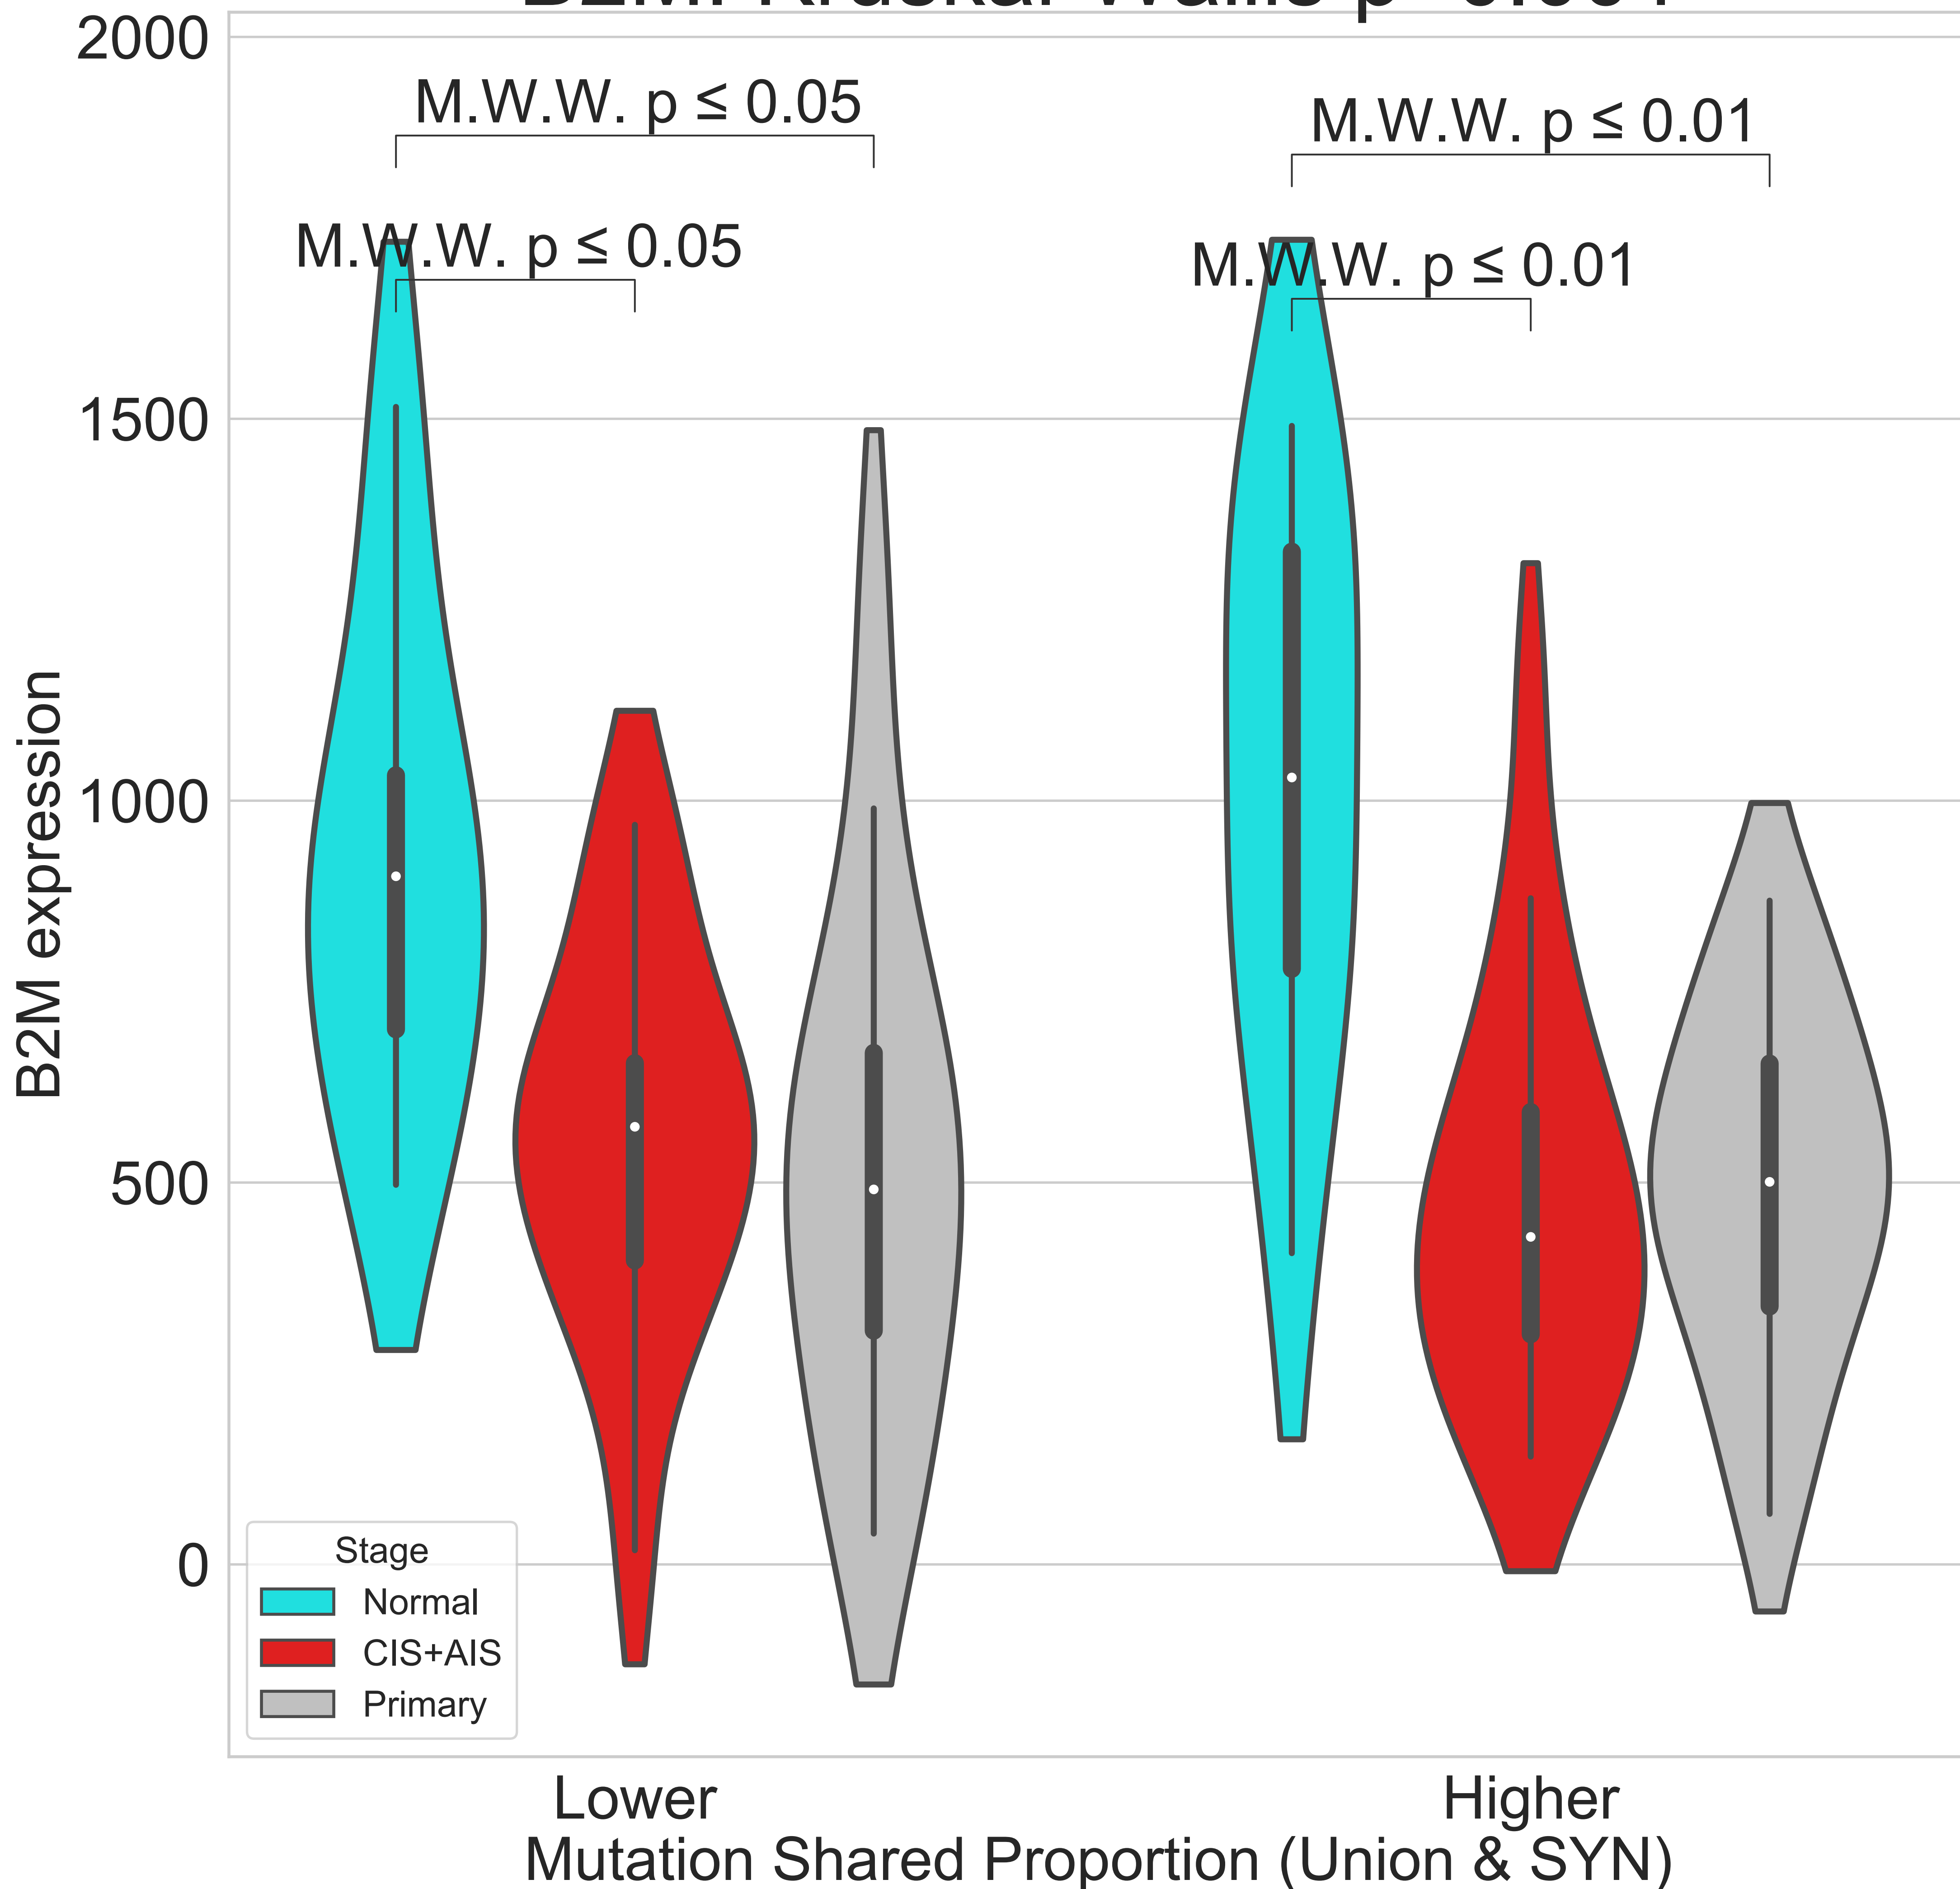 2000
M.W.W. p ≤ 0.05
M.W.W. p ≤ 0.01
M.W.W. p ≤ 0.05
M.W.W. p ≤ 0.01
1500
1000
500
0
B2M expression
Stage
Normal
CIS+AIS
Primary
Lower
Higher
Mutation Shared Proportion (Union & SYN)